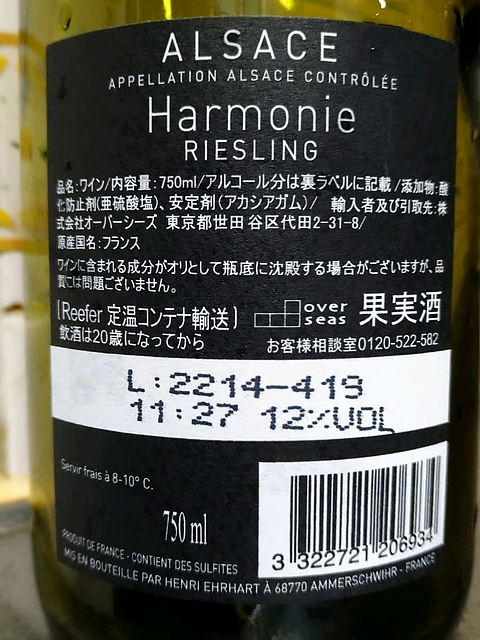 ALSACE
APPELLATION ALSACE CONTRÔLÉE
Harmonie
RIESLING
品名:ワイン/内容量:750ml/アルコール分は裏ラベルに記載/添加物:酸
化防止剤(亜硫酸塩)、安定剤(アカシアガム)/ 輸入者及び引取先:株
式会社オーバーシーズ 東京都世田谷区代田2-31-8/
原産国名:フランス
ワインに含まれる成分がオリとして瓶底に沈殿する場合がございますが、品
質には問題ございません。
[Reefer 定温コンテナ輸送] over seas 果実酒
飲酒は20歳になってから お客様相談室0120-522-582
L:2214-419
11:27 12%VOL
Servir frais à 8-10° C.
750 ml
PRODUIT DE FRANCE - CONTIENT DES SULFITES
MIS EN BOUTEILLE PAR HENRI EHRHART À 68770 AMMERSCHWIHR - FRANCE
3 322721 206934